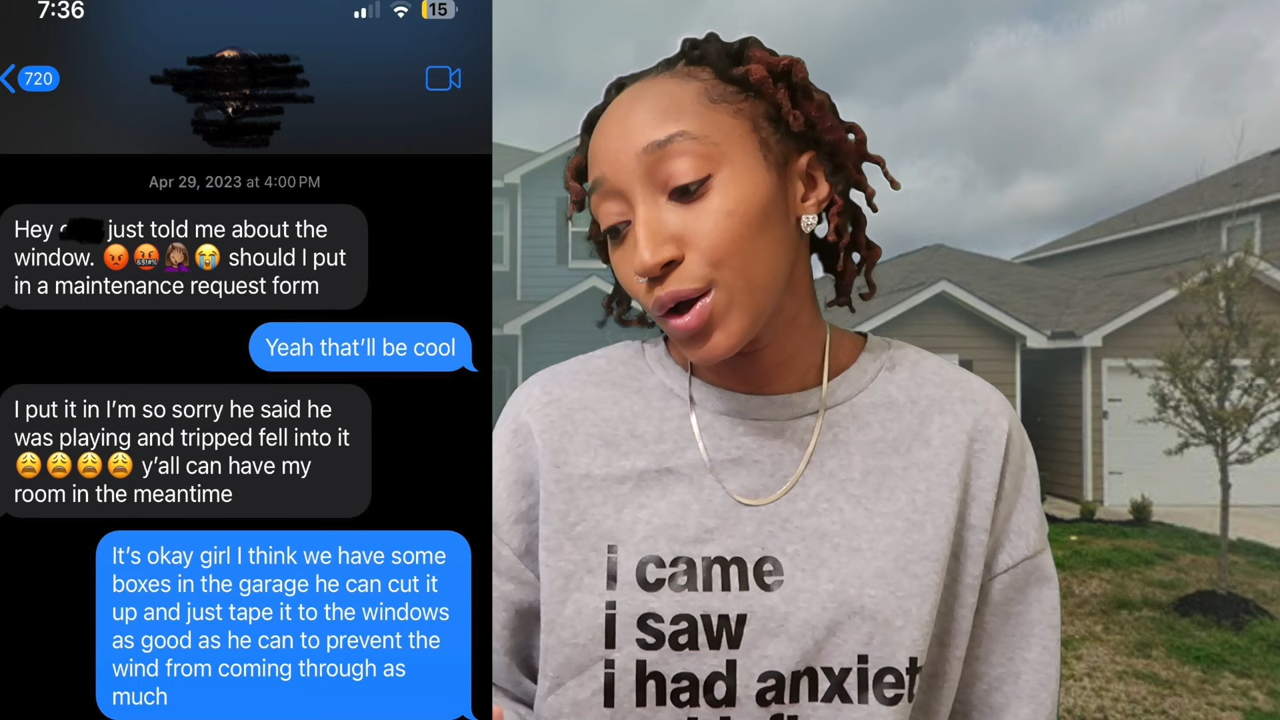 7:36
15
720
Apr 29, 2023 at 4:00 PM
Hey just told me about the
window. 😡🤬🤦🏽‍♀️😭 should I put
in a maintenance request form
Yeah that'll be cool
I put it in I'm so sorry he said he
was playing and tripped fell into it
😩😩😩😩 y'all can have my
room in the meantime
It's okay girl I think we have some
boxes in the garage he can cut it
up and just tape it to the windows
as good as he can to prevent the
wind from coming through as
much
i came
i saw
i had anxiet